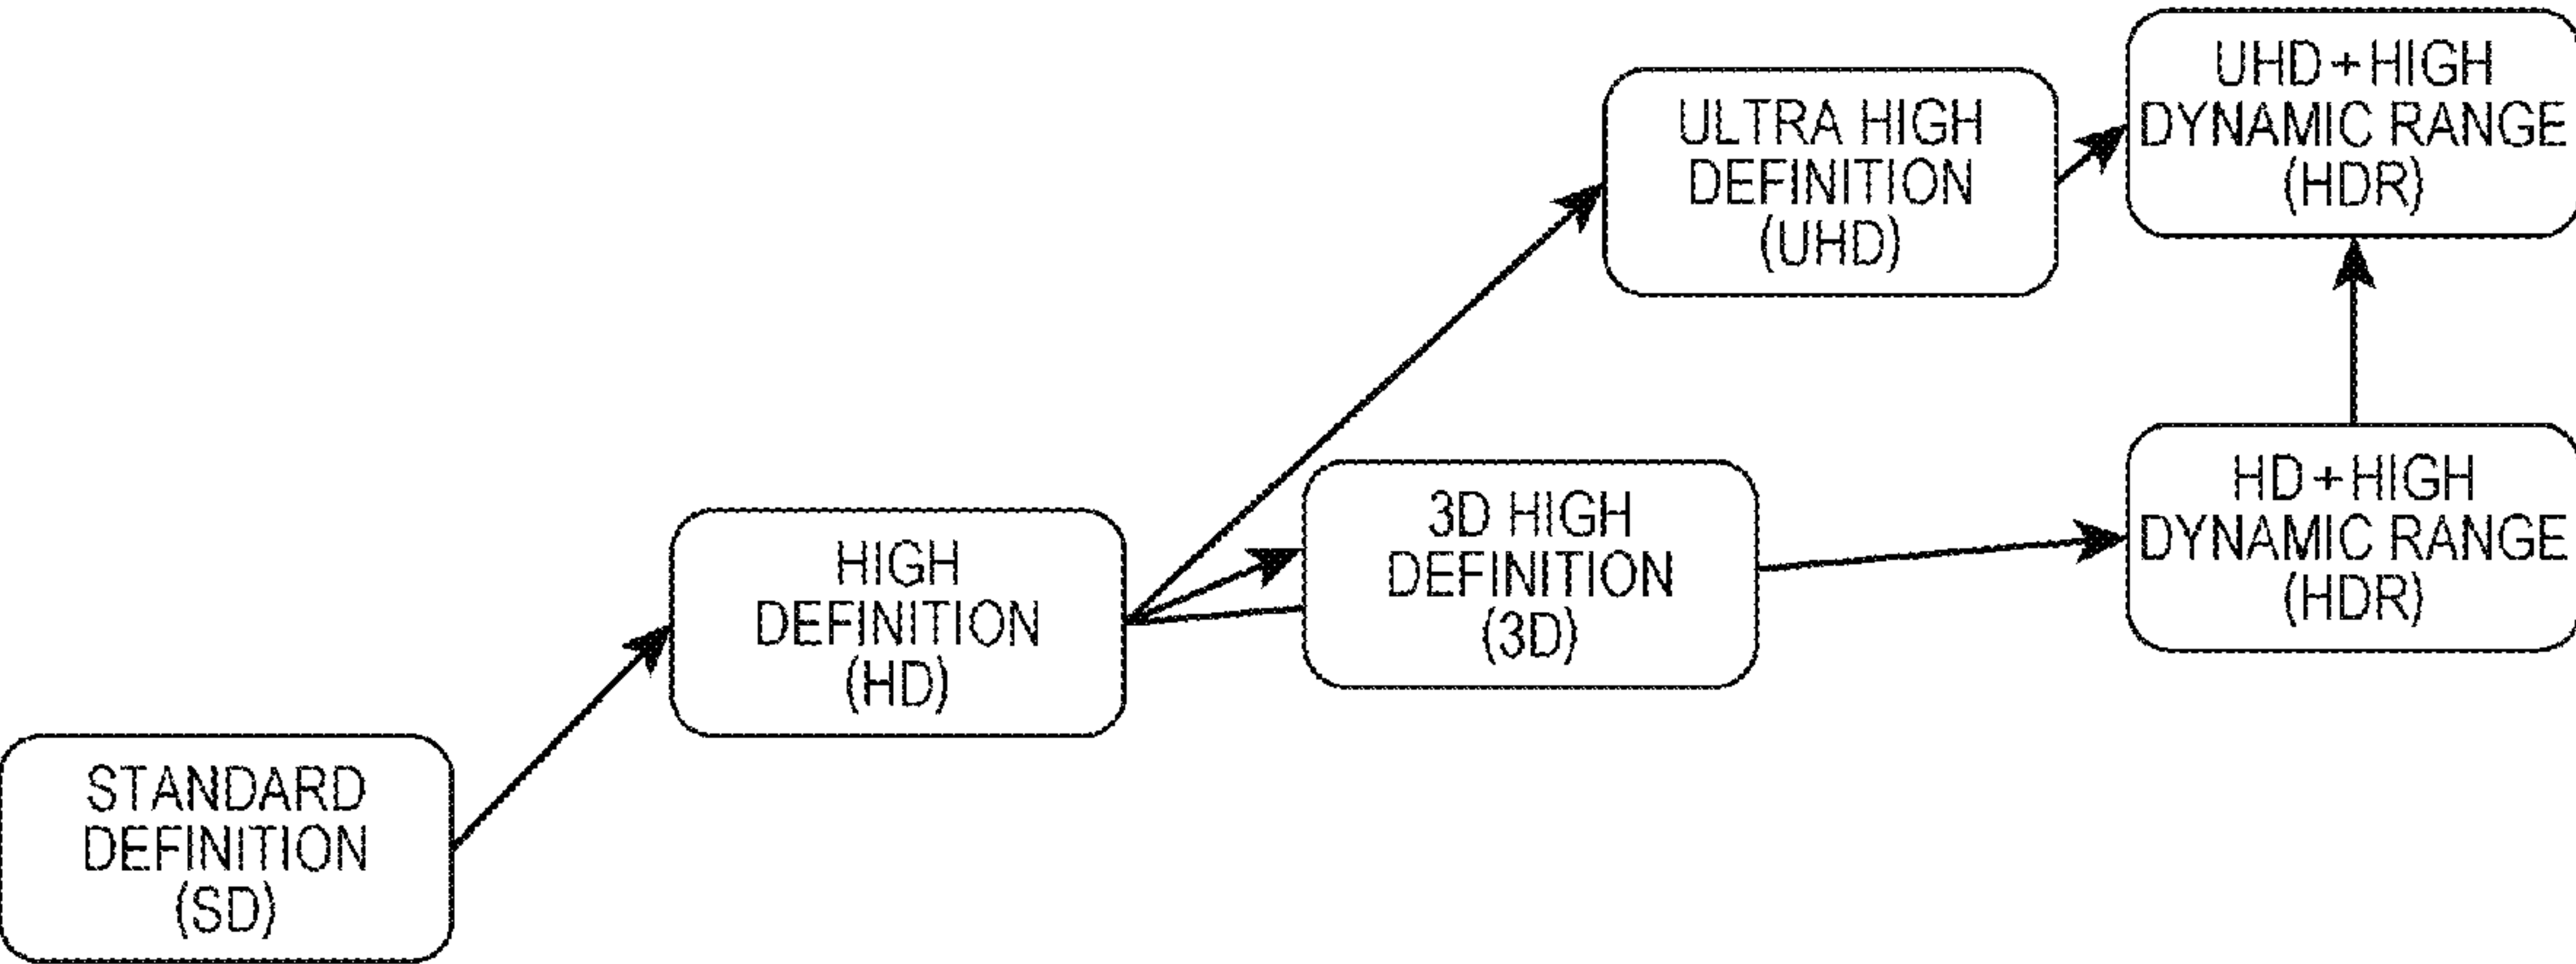 STANDARD
DEFINITION
(SD)
HIGH
DEFINITION
(HD)
3D HIGH
DEFINITION
(3D)
ULTRA HIGH
DEFINITION
(UHD)
UHD+HIGH
DYNAMIC RANGE
(HDR)
HD+HIGH
DYNAMIC RANGE
(HDR)